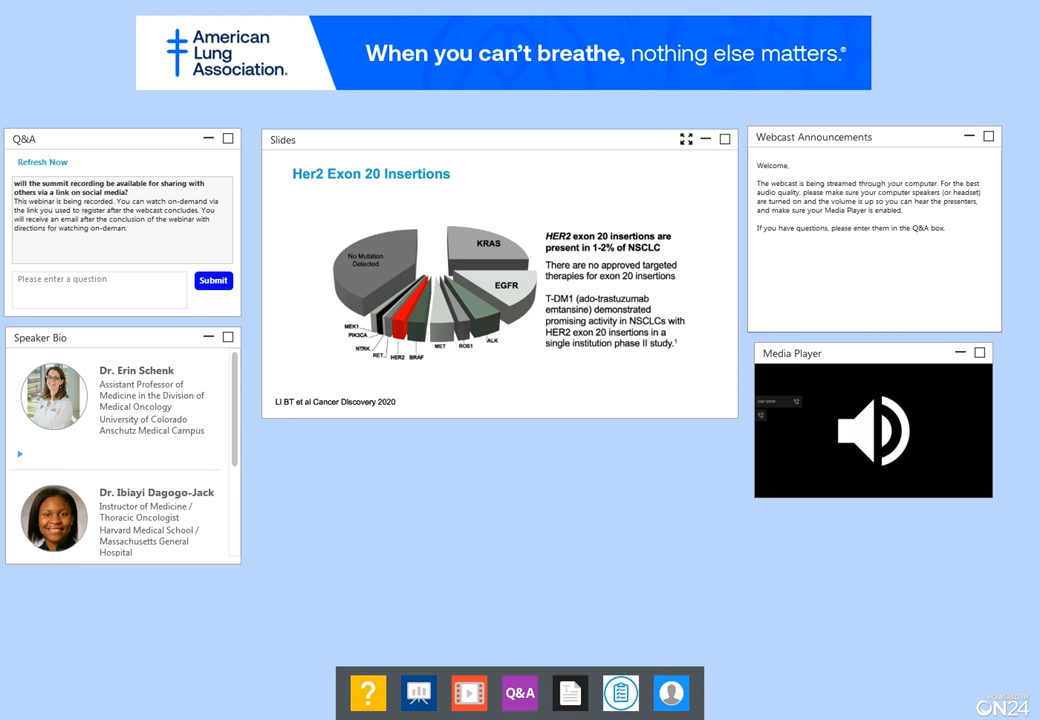 American
Lung
Association.
When you can't breathe, nothing else matters.®
Q&A
Refresh Now
will the summit recording be available for sharing with
others via a link on social media?
This webinar is being recorded. You can watch on-demand via
the link you used to register after the webcast concludes. You
will receive an email after the conclusion of the webinar with
directions for watching on-deman.
Please enter a question
Submit
Speaker Bio
Dr. Erin Schenk
Assistant Professor of
Medicine in the Division of
Medical Oncology
University of Colorado
Anschutz Medical Campus
Dr. Ibiayi Dagogo-Jack
Instructor of Medicine /
Thoracic Oncologist
Harvard Medical School /
Massachusetts General
Hospital
Slides
Her2 Exon 20 Insertions
No Mutation
Detected
KRAS
EGFR
MEK1
PIK3CA
NTRK
RET
HER2
BRAF
MET
ROS1
ALK
HER2 exon 20 insertions are
present in 1-2% of NSCLC
There are no approved targeted
therapies for exon 20 insertions
T-DM1 (ado-trastuzumab
emtansine) demonstrated
promising activity in NSCLCs with
HER2 exon 20 insertions in a
single institution phase II study.¹
LI BT et al Cancer DIscovery 2020
Webcast Announcements
Welcome,
The webcast is being streamed through your computer. For the best
audio quality, please make sure your computer speakers (or headset)
are turned on and the volume is up so you can hear the presenters,
and make sure your Media Player is enabled.
If you have questions, please enter them in the Q&A box.
Media Player
?
Q&A
POWERED BY
ON24